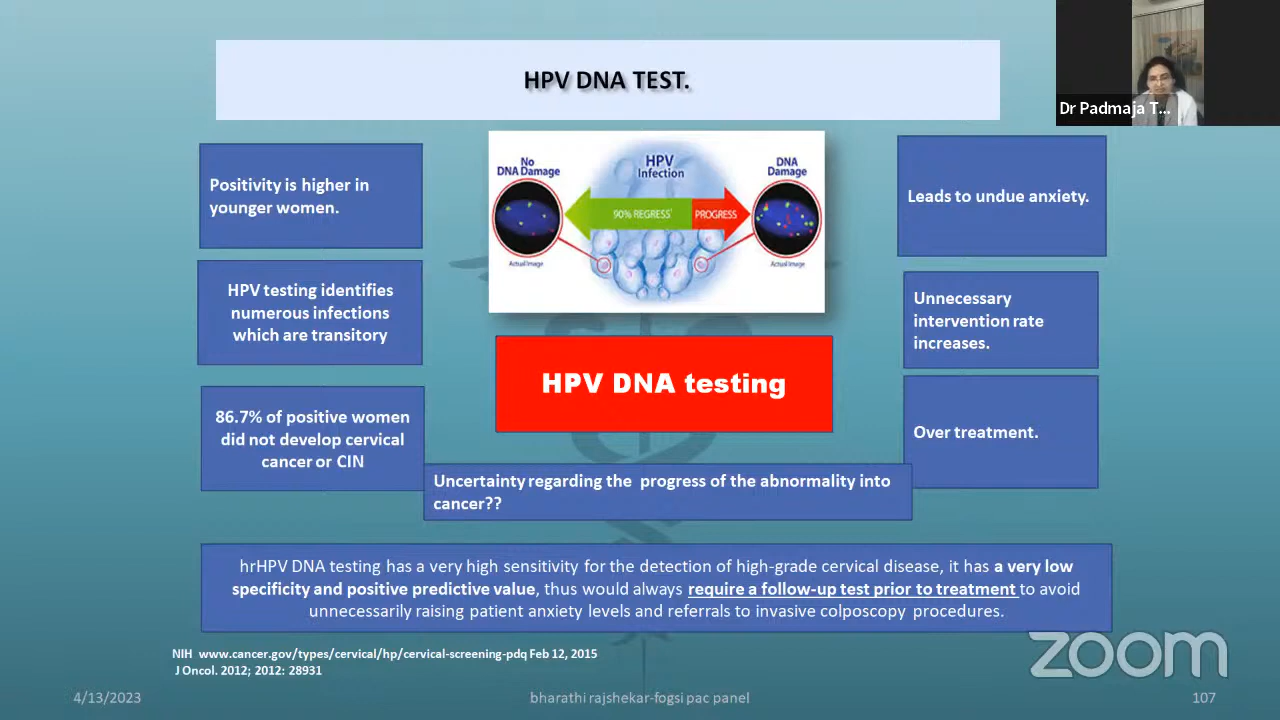 HPV DNA TEST.
Dr Padmaja T...
Positivity is higher in
younger women.
HPV testing identifies
numerous infections
which are transitory
86.7% of positive women
did not develop cervical
cancer or CIN
No
DNA Damage
HPV
Infection
DNA
Damage
90% REGRESS¹
PROGRESS
Actual Image
Actual Image
HPV DNA testing
Leads to undue anxiety.
Unnecessary
intervention rate
increases.
Over treatment.
Uncertainty regarding the progress of the abnormality into
cancer??
hrHPV DNA testing has a very high sensitivity for the detection of high-grade cervical disease, it has a very low
specificity and positive predictive value, thus would always require a follow-up test prior to treatment to avoid
unnecessarily raising patient anxiety levels and referrals to invasive colposcopy procedures.
NIH www.cancer.gov/types/cervical/hp/cervical-screening-pdq Feb 12, 2015
J Oncol. 2012; 2012: 28931
zoom
4/13/2023
bharathi rajshekar-fogsi pac panel
107